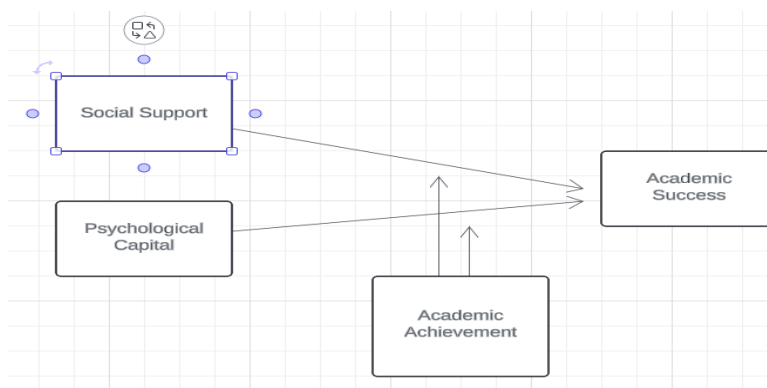 Social Support
Academic
Success
Psychological
Capital
Academic
Achievement